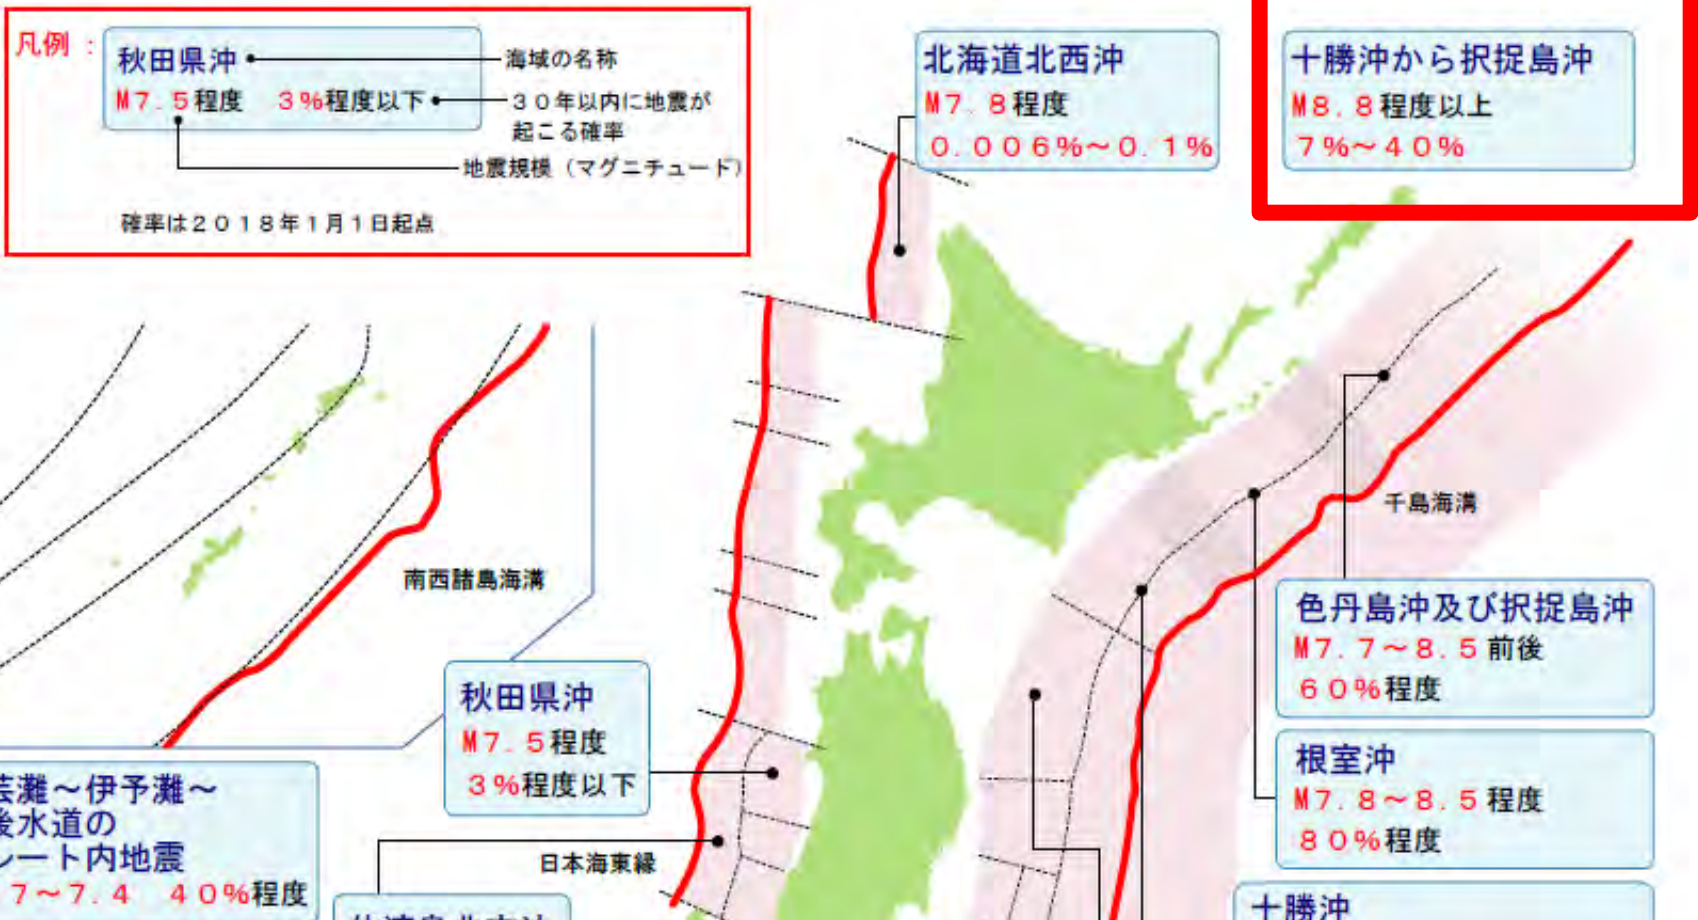 凡例：
秋田県沖
海域の名称
M7.5程度　3%程度以下
30年以内に地震が
起こる確率
地震規模（マグニチュード）
確率は2018年1月1日起点
北海道北西沖
M7.8程度
0.006%～0.1%
十勝沖から択捉島沖
M8.8程度以上
7%～40%
千島海溝
南西諸島海溝
色丹島沖及び択捉島沖
M7.7～8.5前後
60%程度
秋田県沖
M7.5程度
3%程度以下
根室沖
M7.8～8.5程度
80%程度
芸灘～伊予灘～
後水道の
レート内地震
7～7.4　40%程度
日本海東縁
十勝沖